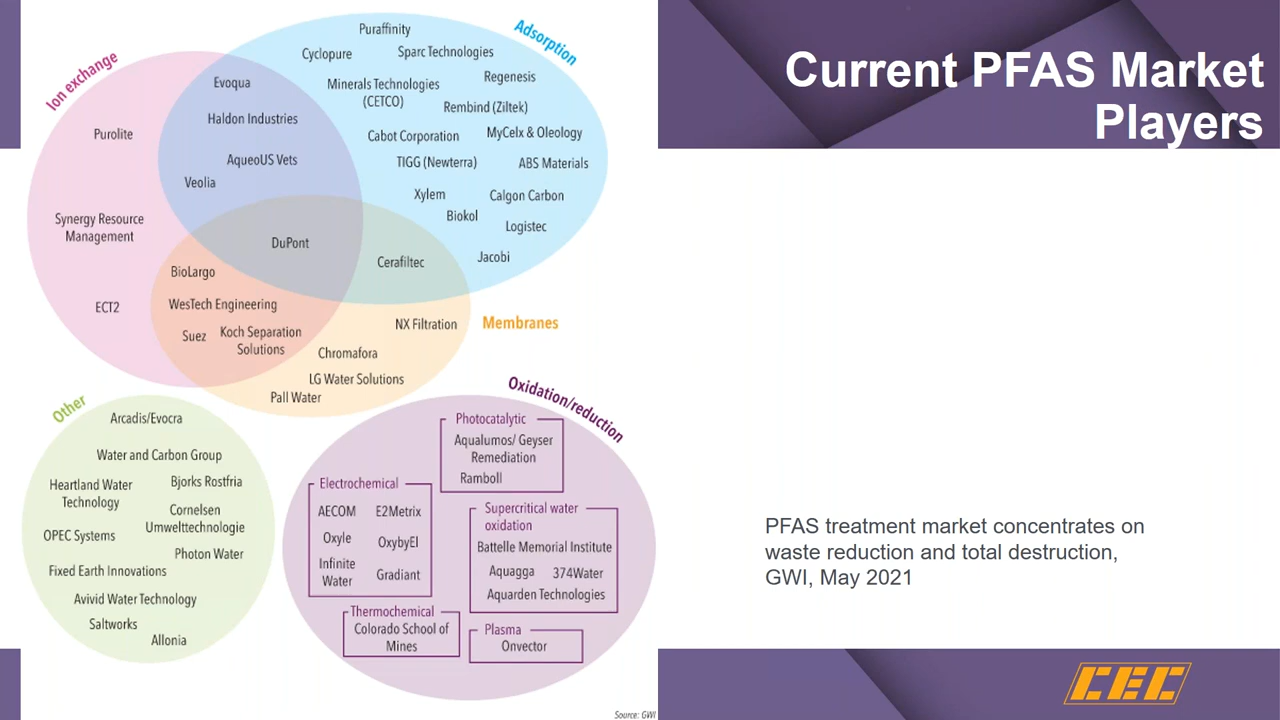 Current PFAS Market
Players
Ion exchange
Adsorption
Puraffinity
Cyclopure
Sparc Technologies
Minerals Technologies
(CETCO)
Regenesis
Rembind (Ziltek)
Cabot Corporation
MyCelx & Oleology
TIGG (Newterra)
ABS Materials
Xylem
Calgon Carbon
Biokol
Logistec
Jacobi
Evoqua
Haldon Industries
AqueoUS Vets
Veolia
Purolite
Synergy Resource
Management
ECT2
DuPont
Cerafiltec
BioLargo
WesTech Engineering
Suez
Koch Separation
Solutions
Membranes
NX Filtration
Chromafora
LG Water Solutions
Pall Water
Other
Arcadis/Evocra
Water and Carbon Group
Heartland Water
Technology
Bjorks Rostfria
Cornelsen
Umwelttechnologie
OPEC Systems
Photon Water
Fixed Earth Innovations
Avivid Water Technology
Saltworks
Allonia
Oxidation/reduction
Photocatalytic
Aqualumos/ Geyser
Remediation
Ramboll
Electrochemical
AECOM
E2Metrix
Oxyle
OxybyEl
Infinite
Water
Gradiant
Supercritical water
oxidation
Battelle Memorial Institute
Aquagga
374Water
Aquarden Technologies
Thermochemical
Colorado School of
Mines
Plasma
Onvector
Source: GWI
PFAS treatment market concentrates on
waste reduction and total destruction,
GWI, May 2021
CEC